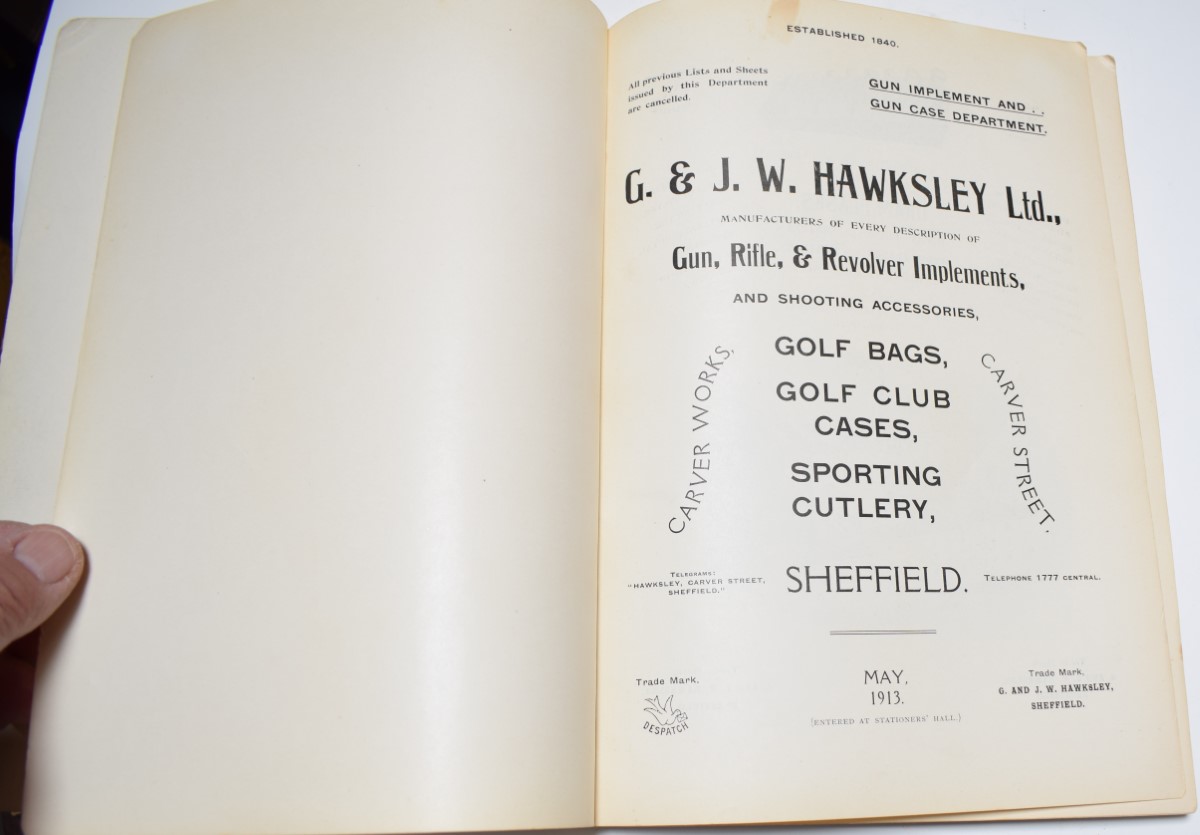 ESTABLISHED 1840.
All previous Lists and Sheets
issued by this Department
are cancelled.
GUN IMPLEMENT AND . .
GUN CASE DEPARTMENT.
G. & J. W. HAWKSLEY Ltd.,
MANUFACTURERS OF EVERY DESCRIPTION OF
Gun, Rifle, & Revolver Implements,
AND SHOOTING ACCESSORIES,
CARVER WORKS,
GOLF BAGS,
GOLF CLUB
CASES,
SPORTING
CUTLERY,
CARVER STREET.
TELEGRAMS:
"HAWKSLEY, CARVER STREET,
SHEFFIELD."
SHEFFIELD.
TELEPHONE 1777 CENTRAL.
Trade Mark.
DESPATCH
MAY,
1913.
(ENTERED AT STATIONERS' HALL.)
Trade Mark.
G. AND J. W. HAWKSLEY,
SHEFFIELD.